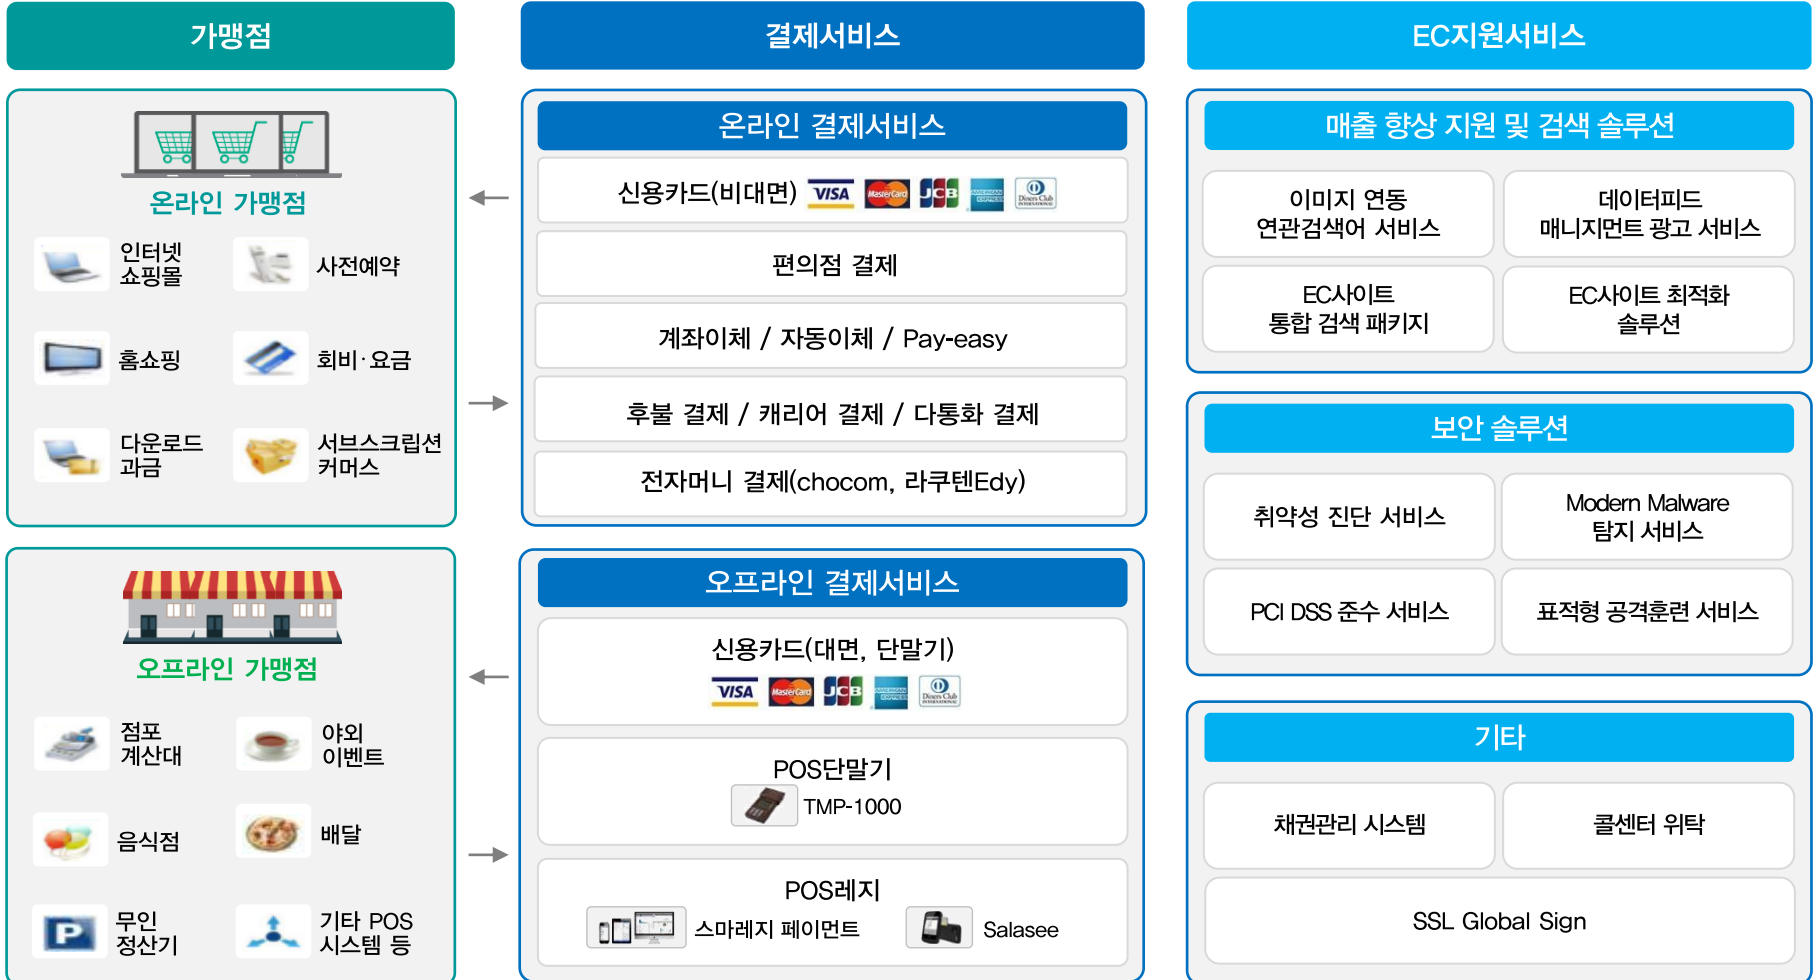 가맹점
온라인 가맹점
인터넷
쇼핑몰
사전예약
홈쇼핑
회비·요금
다운로드
과금
서브스크립션
커머스
오프라인 가맹점
점포
계산대
야외
이벤트
음식점
배달
P
무인
정산기
기타 POS
시스템 등
결제서비스
온라인 결제서비스
신용카드(비대면) VISA MasterCard JCB AMERICAN EXPRESS Diners Club INTERNATIONAL
편의점 결제
계좌이체 / 자동이체 / Pay-easy
후불 결제 / 캐리어 결제 / 다통화 결제
전자머니 결제(chocom, 라쿠텐Edy)
오프라인 결제서비스
신용카드(대면, 단말기)
VISA MasterCard JCB AMERICAN EXPRESS Diners Club INTERNATIONAL
POS단말기
TMP-1000
POS레지
스마레지 페이먼트
Salasee
EC지원서비스
매출 향상 지원 및 검색 솔루션
이미지 연동
연관검색어 서비스
데이터피드
매니지먼트 광고 서비스
EC사이트
통합 검색 패키지
EC사이트 최적화
솔루션
보안 솔루션
취약성 진단 서비스
Modern Malware
탐지 서비스
PCI DSS 준수 서비스
표적형 공격훈련 서비스
기타
채권관리 시스템
콜센터 위탁
SSL Global Sign